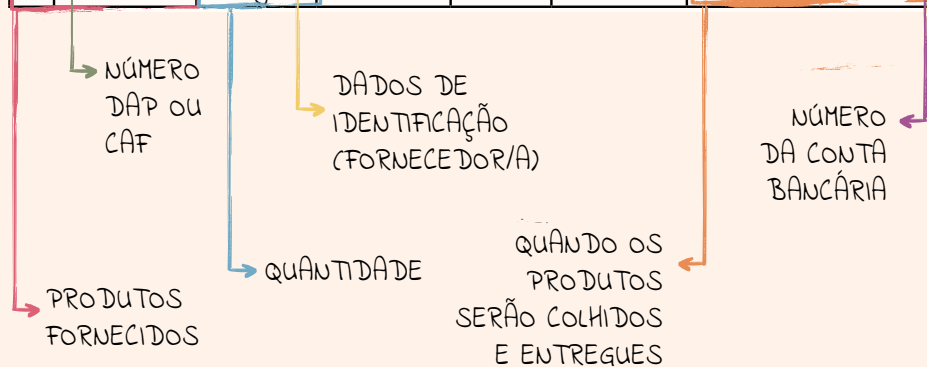 NÚMERO
DAP OU
CAF
DADOS DE
IDENTIFICAÇÃO
(FORNECEDOR/A)
NÚMERO
DA CONTA
BANCÁRIA
QUANTIDADE
QUANDO OS
PRODUTOS
SERÃO COLHIDOS
E ENTREGUES
PRODUTOS
FORNECIDOS